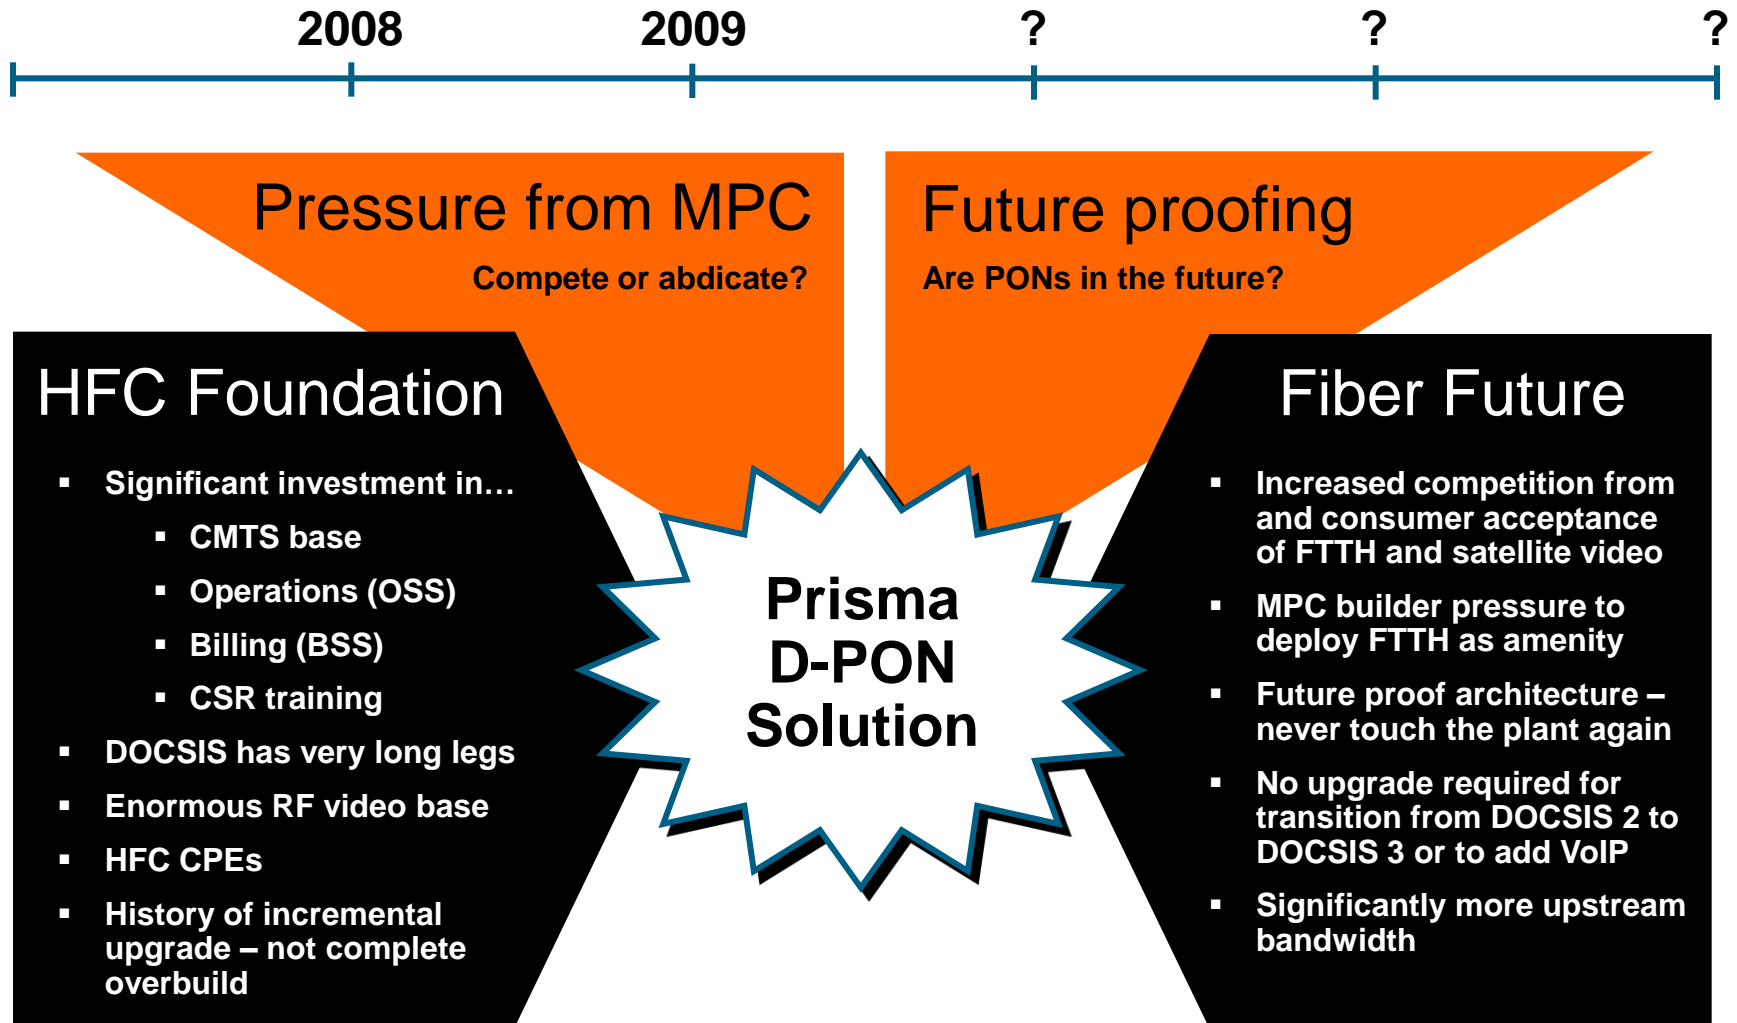 2008 2009 ? ? ?
Pressure from MPC
Compete or abdicate?
Future proofing
Are PONs in the future?
HFC Foundation
▪ Significant investment in…
▪ CMTS base
▪ Operations (OSS)
▪ Billing (BSS)
▪ CSR training
▪ DOCSIS has very long legs
▪ Enormous RF video base
▪ HFC CPEs
▪ History of incremental
upgrade – not complete
overbuild
Prisma
D-PON
Solution
Fiber Future
▪ Increased competition from
and consumer acceptance
of FTTH and satellite video
▪ MPC builder pressure to
deploy FTTH as amenity
▪ Future proof architecture –
never touch the plant again
▪ No upgrade required for
transition from DOCSIS 2 to
DOCSIS 3 or to add VoIP
▪ Significantly more upstream
bandwidth